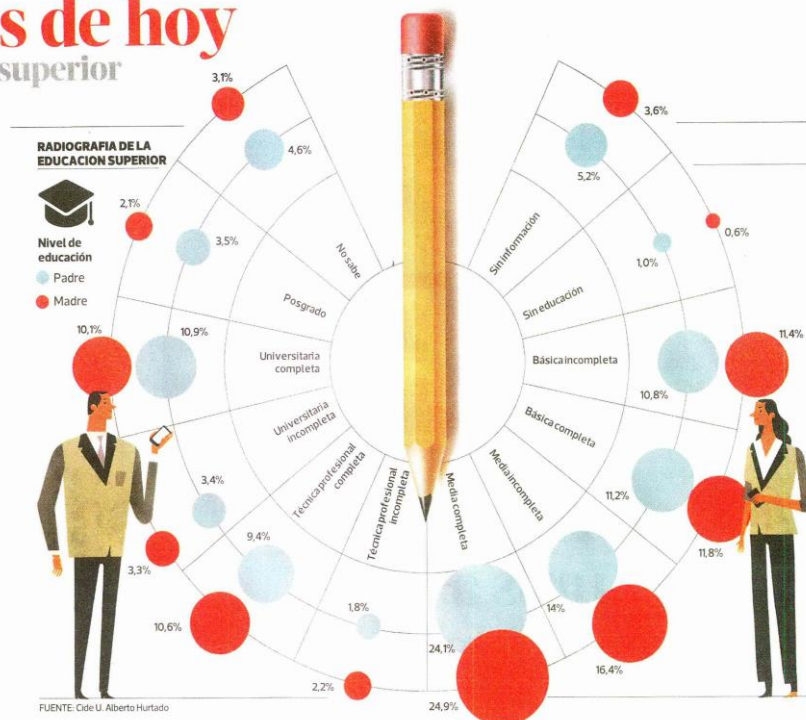 s de hoy
superior
RADIOGRAFIA DE LA
EDUCACION SUPERIOR
Nivel de
educación
Padre
Madre
3,1%
4,6%
No sabe
2,1%
3,5%
Posgrado
10,1%
10,9%
Universitaria
completa
3,4%
3,3%
Universitaria
incompleta
9,4%
10,6%
Técnica profesional
completa
1,8%
2,2%
Técnica profesional
incompleta
24,1%
24,9%
Media completa
14%
16,4%
Media incompleta
11,2%
11,8%
Básica completa
10,8%
11,4%
Básica incompleta
1,0%
0,6%
Sin educación
5,2%
3,6%
Sin información
FUENTE: Cide U. Alberto Hurtado